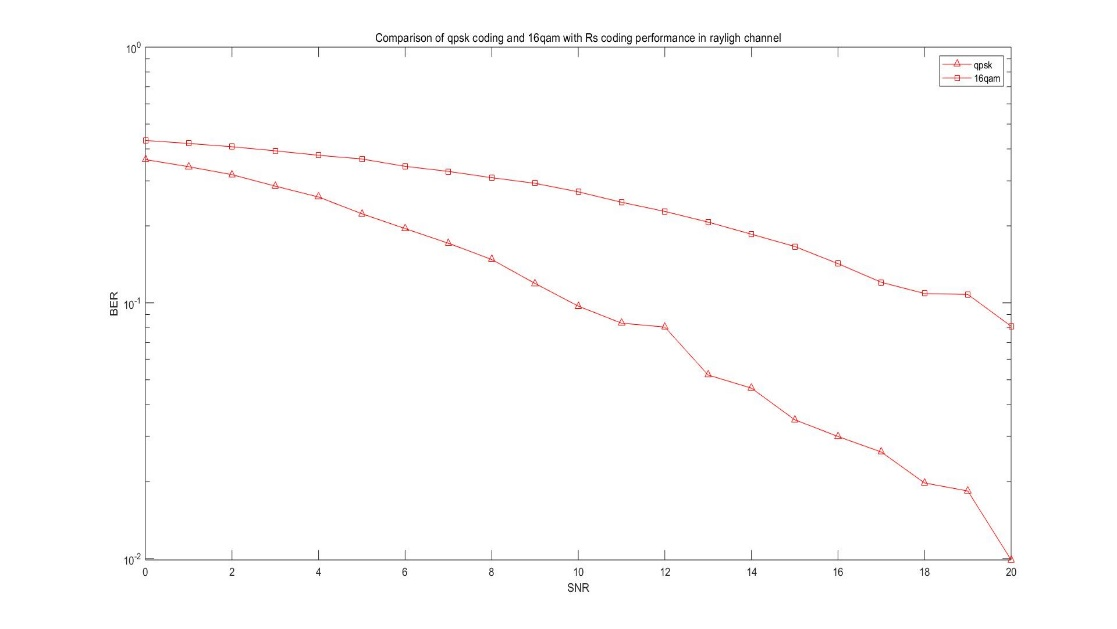 Comparison of qpsk coding and 16qam with Rs coding performance in rayligh channel
10^0
qpsk
16qam
BER
10^-1
10^-2
0 2 4 6 8 10 12 14 16 18 20
SNR